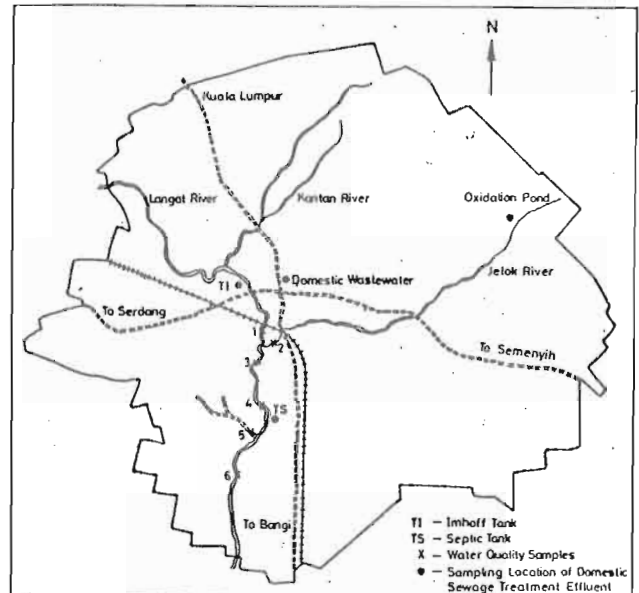 N
Kuala Lumpur
Langat River
Kantan River
Oxidation Pond
TI
Domestic Wastewater
Jelok River
To Serdang
1
2
To Semenyih
3
4
TS
5
6
To Bangi
TI – Imhoff Tank
TS – Septic Tank
X – Water Quality Samples
● – Sampling Location of Domestic
Sewage Treatment Effluent